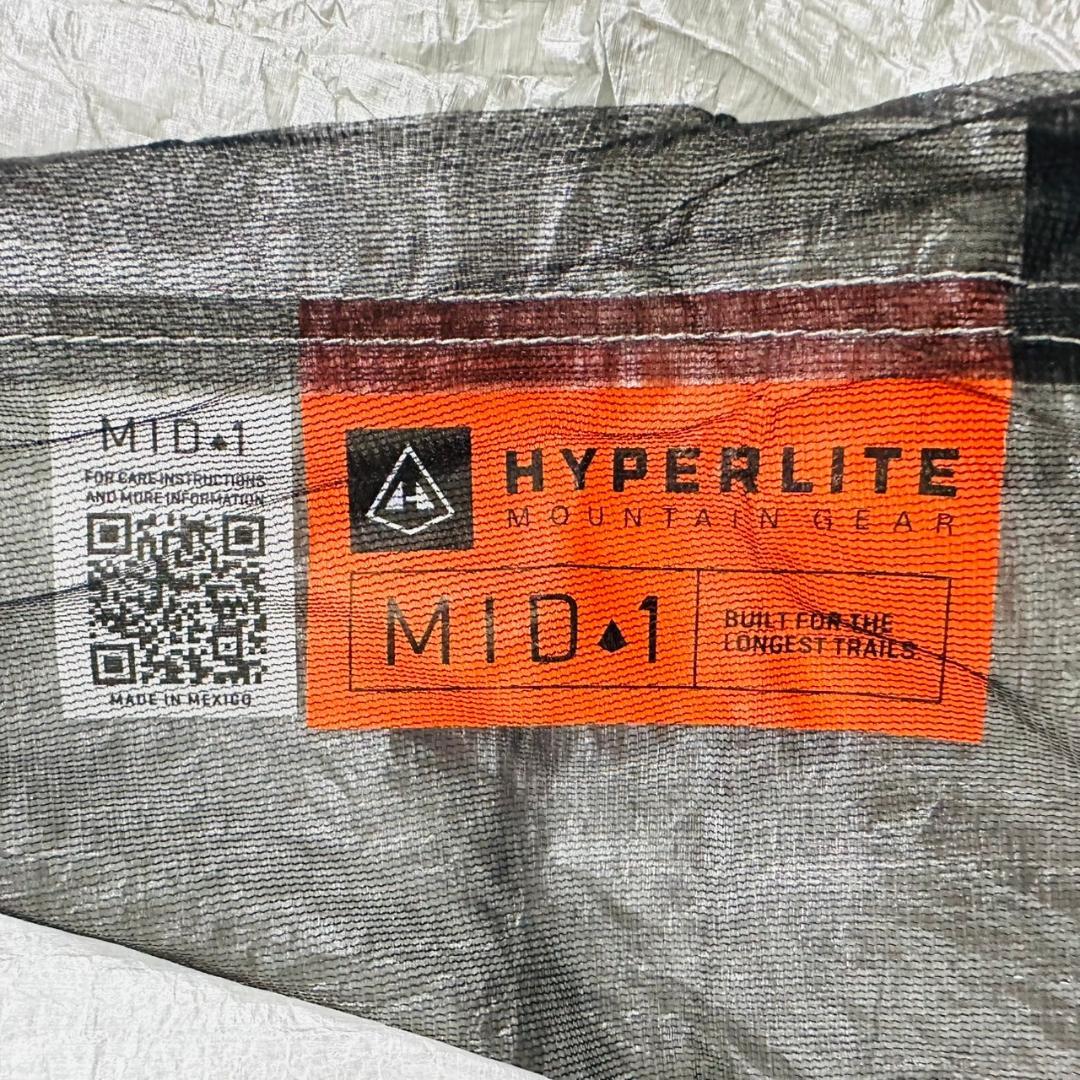 MID 1
FOR CARE INSTRUCTIONS
AND MORE INFORMATION
MADE IN MEXICO
H
HYPERLITE
MOUNTAIN GEAR
MID 1
BUILT FOR THE
LONGEST TRAILS.